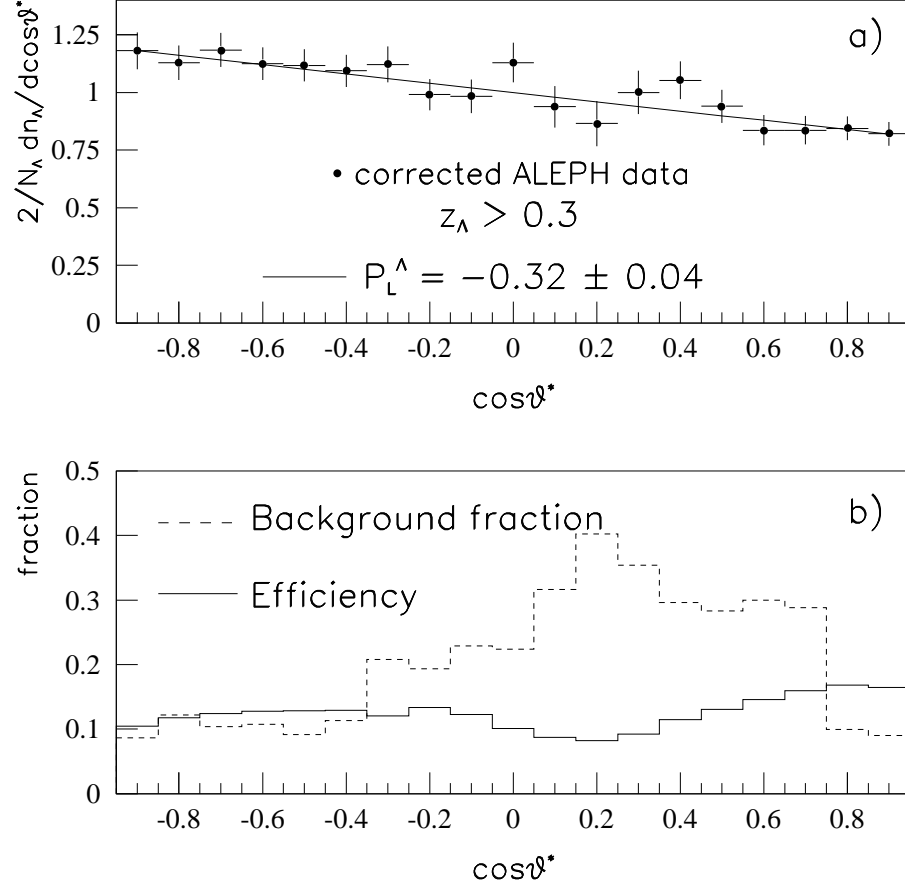 2/N_Λ dn_Λ/dcosϑ*
a)
1.25
1
0.75
0.5
0.25
0
corrected ALEPH data
z_Λ > 0.3
P_L^Λ = −0.32 ± 0.04
-0.8 -0.6 -0.4 -0.2 0 0.2 0.4 0.6 0.8
cosϑ*
fraction
b)
0.5
0.4
0.3
0.2
0.1
0
Background fraction
Efficiency
-0.8 -0.6 -0.4 -0.2 0 0.2 0.4 0.6 0.8
cosϑ*